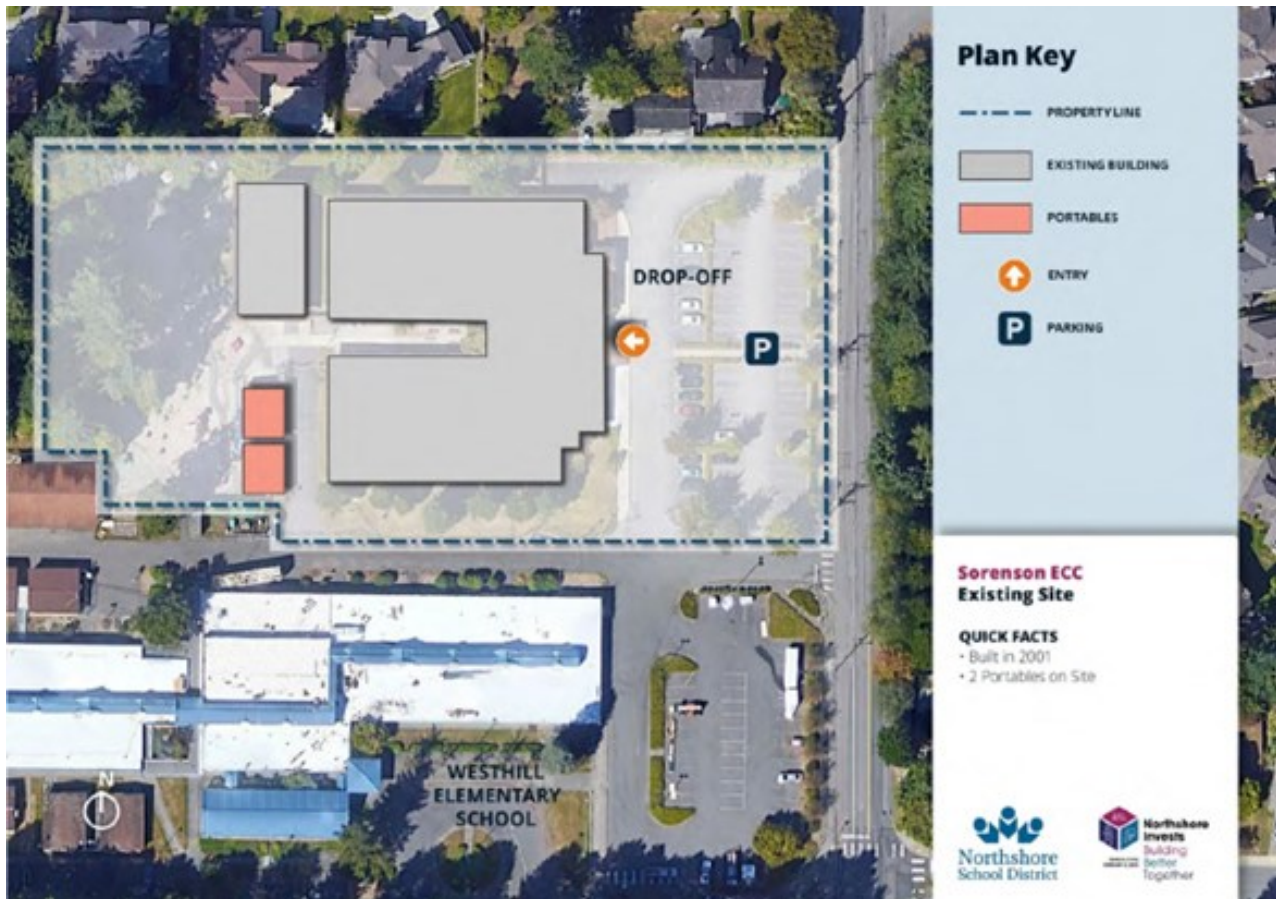 Plan Key
PROPERTY LINE
EXISTING BUILDING
PORTABLES
ENTRY
P PARKING
DROP-OFF
P
WESTHILL
ELEMENTARY
SCHOOL
N
Sorenson ECC
Existing Site
QUICK FACTS
• Built in 2001
• 2 Portables on Site
Northshore
School District
Northshore
Invests
Building
Better
Together